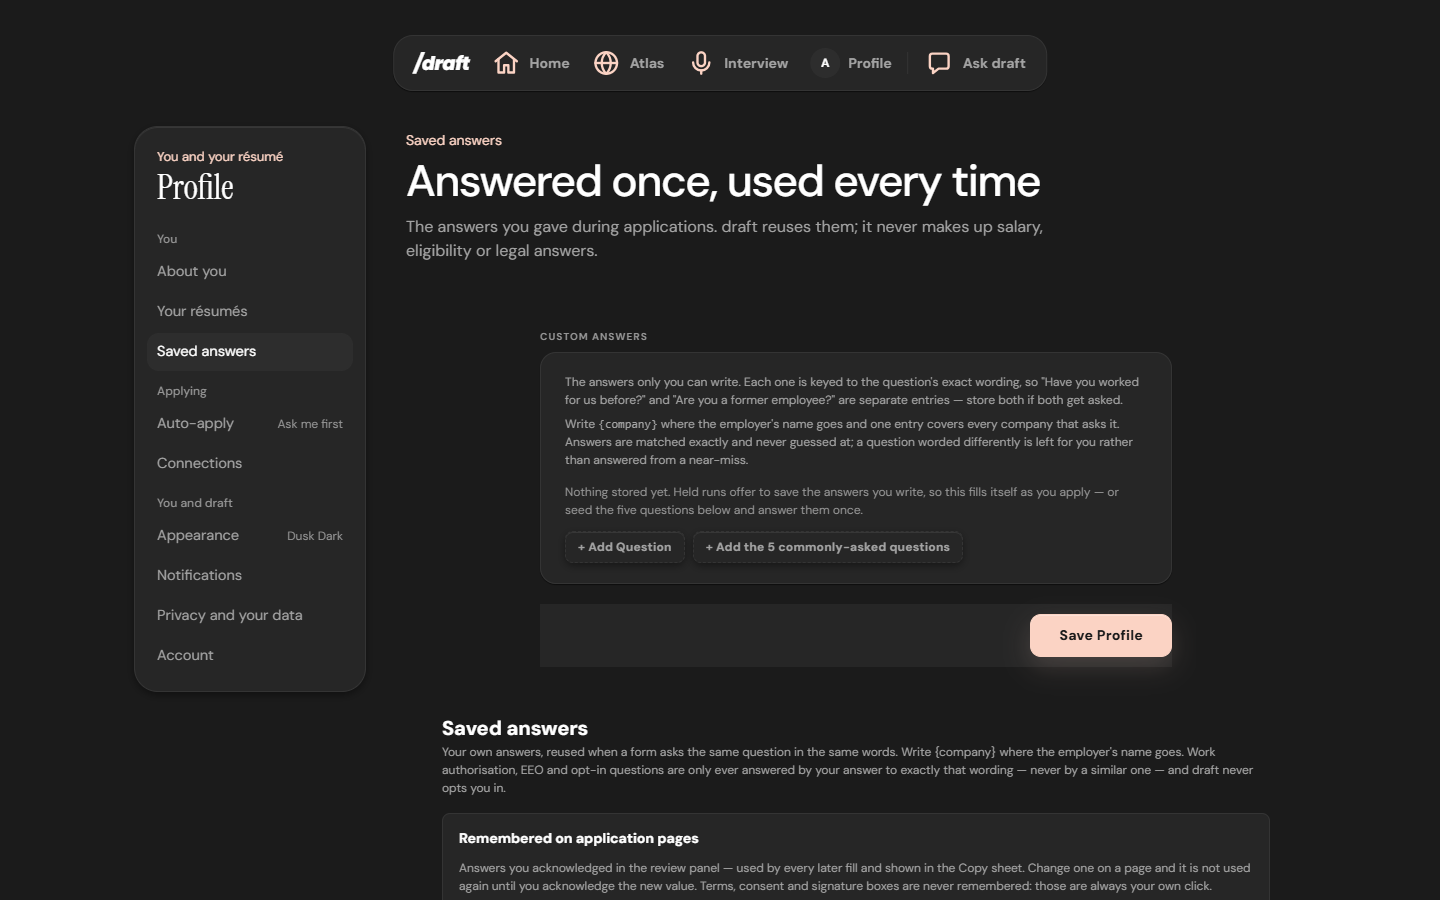 /draft
Home
Atlas
Interview
A
Profile
Ask draft
You and your résumé
Profile
You
About you
Your résumés
Saved answers
Applying
Auto-apply
Ask me first
Connections
You and draft
Appearance
Dusk Dark
Notifications
Privacy and your data
Account
Saved answers
Answered once, used every time
The answers you gave during applications. draft reuses them; it never makes up salary,
eligibility or legal answers.
CUSTOM ANSWERS
The answers only you can write. Each one is keyed to the question's exact wording, so "Have you worked
for us before?" and "Are you a former employee?" are separate entries — store both if both get asked.
Write {company} where the employer's name goes and one entry covers every company that asks it.
Answers are matched exactly and never guessed at; a question worded differently is left for you rather
than answered from a near-miss.
Nothing stored yet. Held runs offer to save the answers you write, so this fills itself as you apply — or
seed the five questions below and answer them once.
+ Add Question
+ Add the 5 commonly-asked questions
Save Profile
Saved answers
Your own answers, reused when a form asks the same question in the same words. Write {company} where the employer's name goes. Work
authorisation, EEO and opt-in questions are only ever answered by your answer to exactly that wording — never by a similar one — and draft never
opts you in.
Remembered on application pages
Answers you acknowledged in the review panel — used by every later fill and shown in the Copy sheet. Change one on a page and it is not used
again until you acknowledge the new value. Terms, consent and signature boxes are never remembered: those are always your own click.